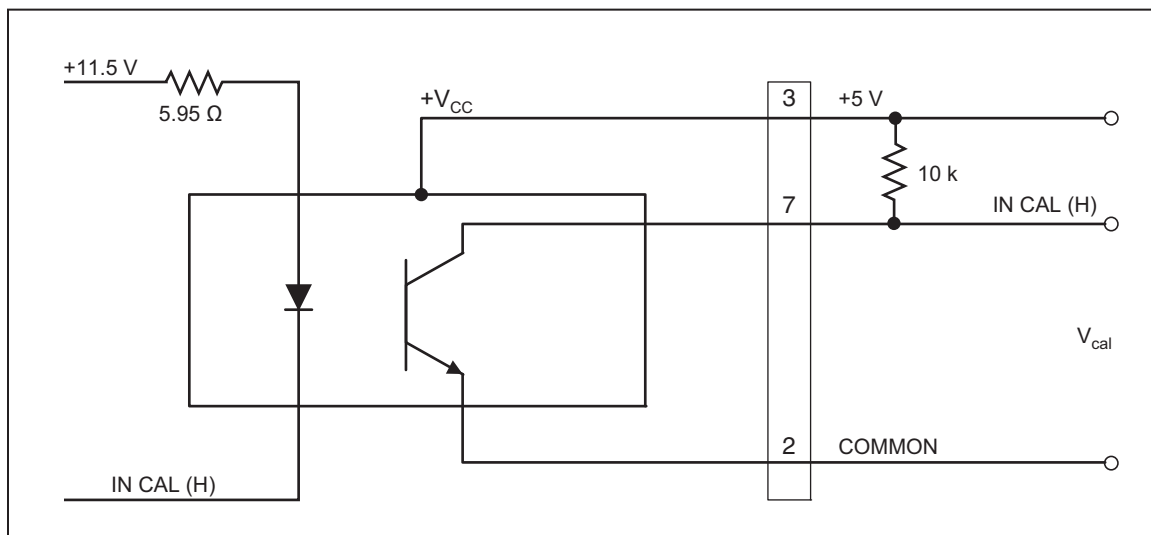 +11.5 V
5.95 Ω
+VCC
3
+5 V
10 k
7
IN CAL (H)
Vcal
2
COMMON
IN CAL (H)